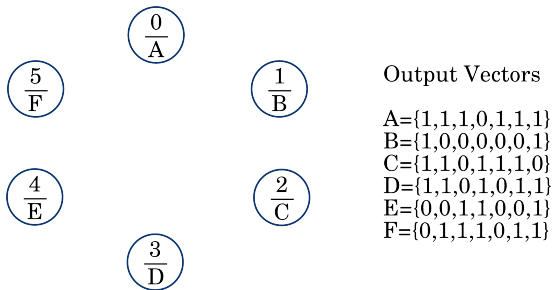 0
A
5
F
1
B
4
E
2
C
3
D
Output Vectors
A={1,1,1,0,1,1,1}
B={1,0,0,0,0,0,1}
C={1,1,0,1,1,1,0}
D={1,1,0,1,0,1,1}
E={0,0,1,1,0,0,1}
F={0,1,1,1,0,1,1}